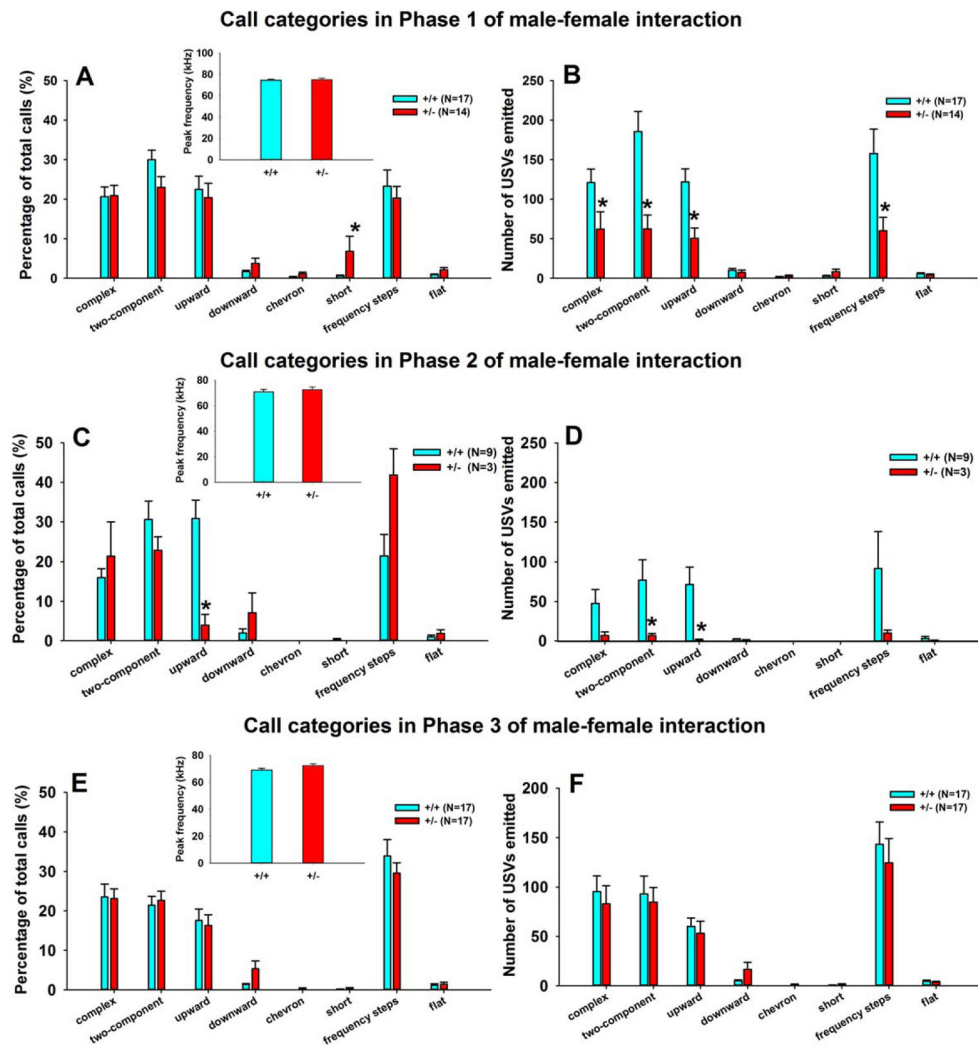 Call categories in Phase 1 of male-female interaction
A
Percentage of total calls (%)
50
40
30
20
10
0
Peak frequency (kHz)
100
80
60
40
20
0
+/+
+/-
+/+ (N=17)
+/- (N=14)
*
complex
two-component
upward
downward
chevron
short
frequency steps
flat
B
Number of USVs emitted
250
200
150
100
50
0
+/+ (N=17)
+/- (N=14)
* * * *
complex
two-component
upward
downward
chevron
short
frequency steps
flat
Call categories in Phase 2 of male-female interaction
C
Percentage of total calls (%)
50
40
30
20
10
0
Peak frequency (kHz)
80
60
40
20
0
+/+
+/-
+/+ (N=9)
+/- (N=3)
*
complex
two-component
upward
downward
chevron
short
frequency steps
flat
D
Number of USVs emitted
250
200
150
100
50
0
+/+ (N=9)
+/- (N=3)
* *
complex
two-component
upward
downward
chevron
short
frequency steps
flat
Call categories in Phase 3 of male-female interaction
E
Percentage of total calls (%)
50
40
30
20
10
0
Peak frequency (kHz)
80
60
40
20
0
+/+
+/-
+/+ (N=17)
+/- (N=17)
complex
two-component
upward
downward
chevron
short
frequency steps
flat
F
Number of USVs emitted
200
150
100
50
0
+/+ (N=17)
+/- (N=17)
complex
two-component
upward
downward
chevron
short
frequency steps
flat